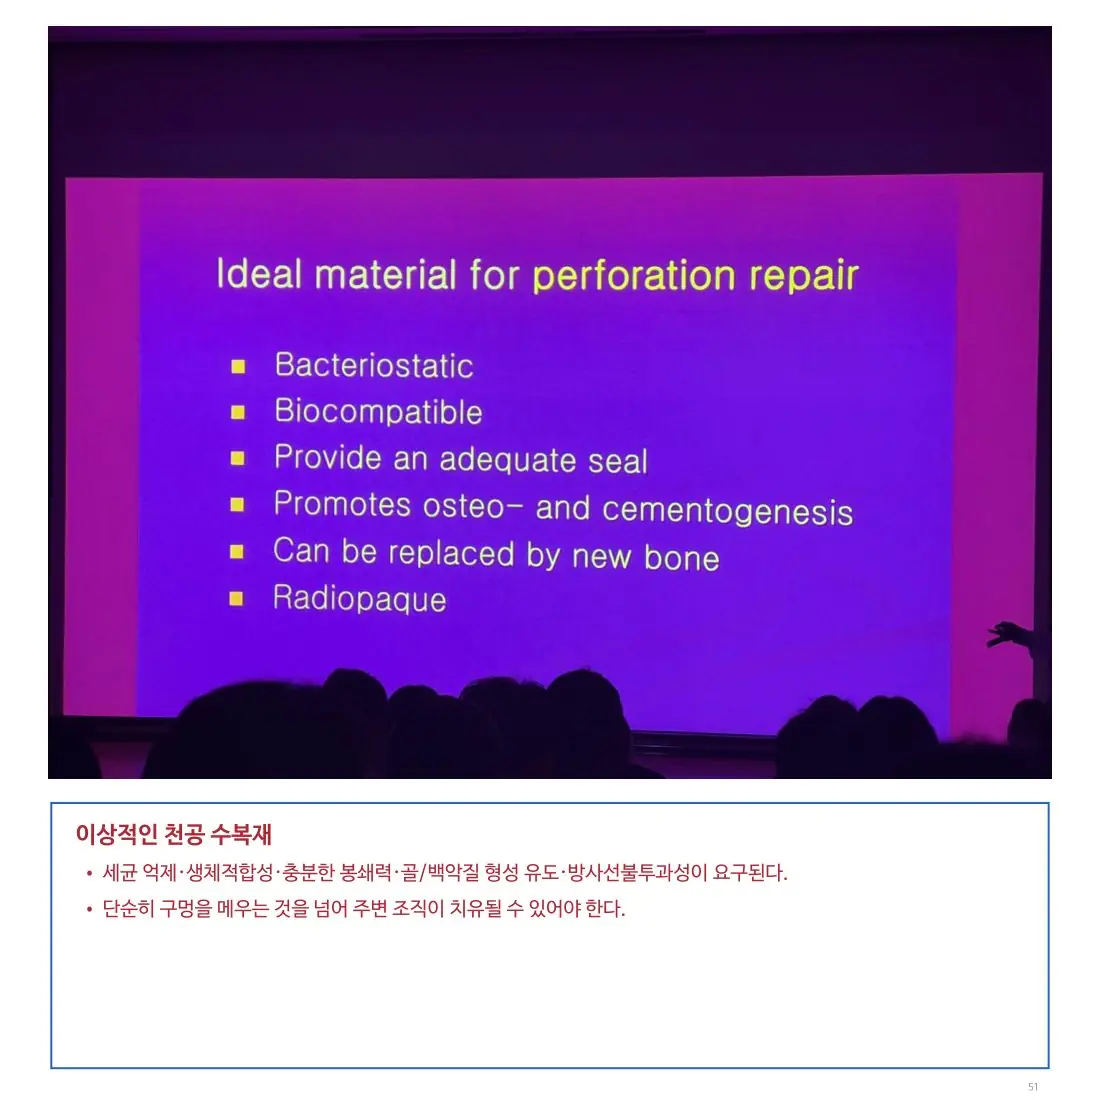 Ideal material for perforation repair
■ Bacteriostatic
■ Biocompatible
■ Provide an adequate seal
■ Promotes osteo- and cementogenesis
■ Can be replaced by new bone
■ Radiopaque
이상적인 천공 수복재
• 세균 억제·생체적합성·충분한 봉쇄력·골/백악질 형성 유도·방사선불투과성이 요구된다.
• 단순히 구멍을 메우는 것을 넘어 주변 조직이 치유될 수 있어야 한다.
51